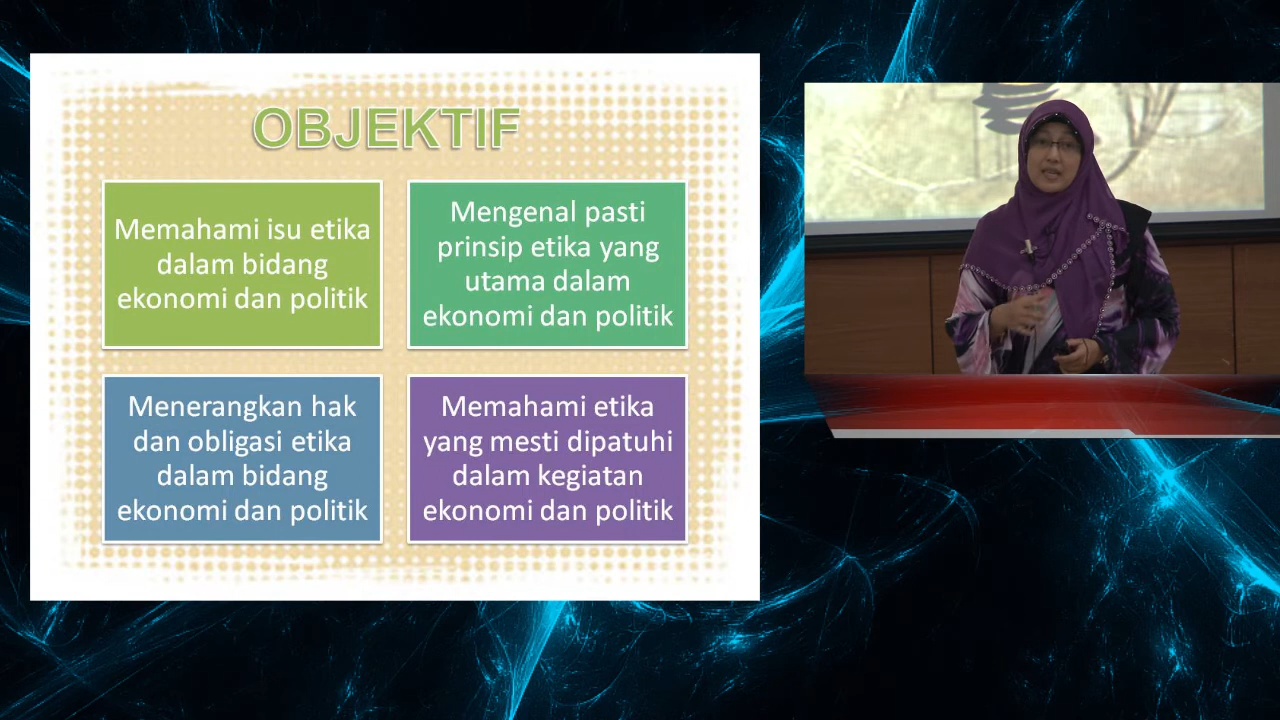 OBJEKTIF
Memahami isu etika
dalam bidang
ekonomi dan politik
Mengenal pasti
prinsip etika yang
utama dalam
ekonomi dan politik
Menerangkan hak
dan obligasi etika
dalam bidang
ekonomi dan politik
Memahami etika
yang mesti dipatuhi
dalam kegiatan
ekonomi dan politik